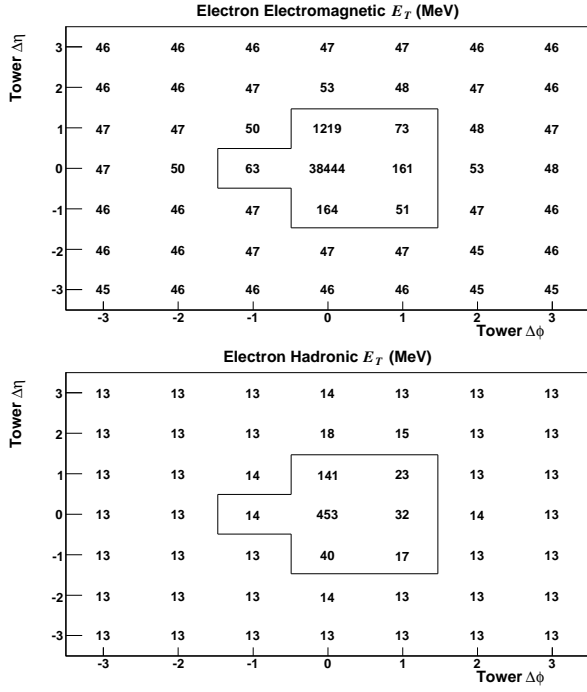 Electron Electromagnetic E_T (MeV)
Tower Δη
3 46 46 46 47 47 46 46
2 46 46 47 53 48 47 46
1 47 47 50 1219 73 48 47
0 47 50 63 38444 161 53 48
-1 46 46 47 164 51 47 46
-2 46 46 47 47 47 45 46
-3 45 46 46 46 46 45 45
-3 -2 -1 0 1 2 3
Tower Δϕ
Electron Hadronic E_T (MeV)
Tower Δη
3 13 13 13 14 13 13 13
2 13 13 13 18 15 13 13
1 13 13 14 141 23 13 13
0 13 13 14 453 32 14 13
-1 13 13 13 40 17 13 13
-2 13 13 13 14 13 13 13
-3 13 13 13 13 13 13 13
-3 -2 -1 0 1 2 3
Tower Δϕ